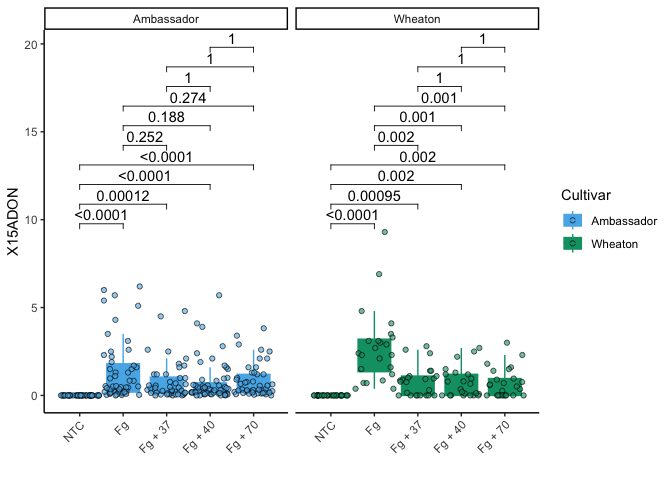 Ambassador
Wheaton
X15ADON
20
15
10
5
0
1
1
1
0.274
0.188
0.252
<0.0001
<0.0001
0.00012
<0.0001
1
1
1
0.001
0.001
0.002
0.002
0.002
0.00095
<0.0001
NTC
Fg
Fg + 37
Fg + 40
Fg + 70
NTC
Fg
Fg + 37
Fg + 40
Fg + 70
Cultivar
Ambassador
Wheaton